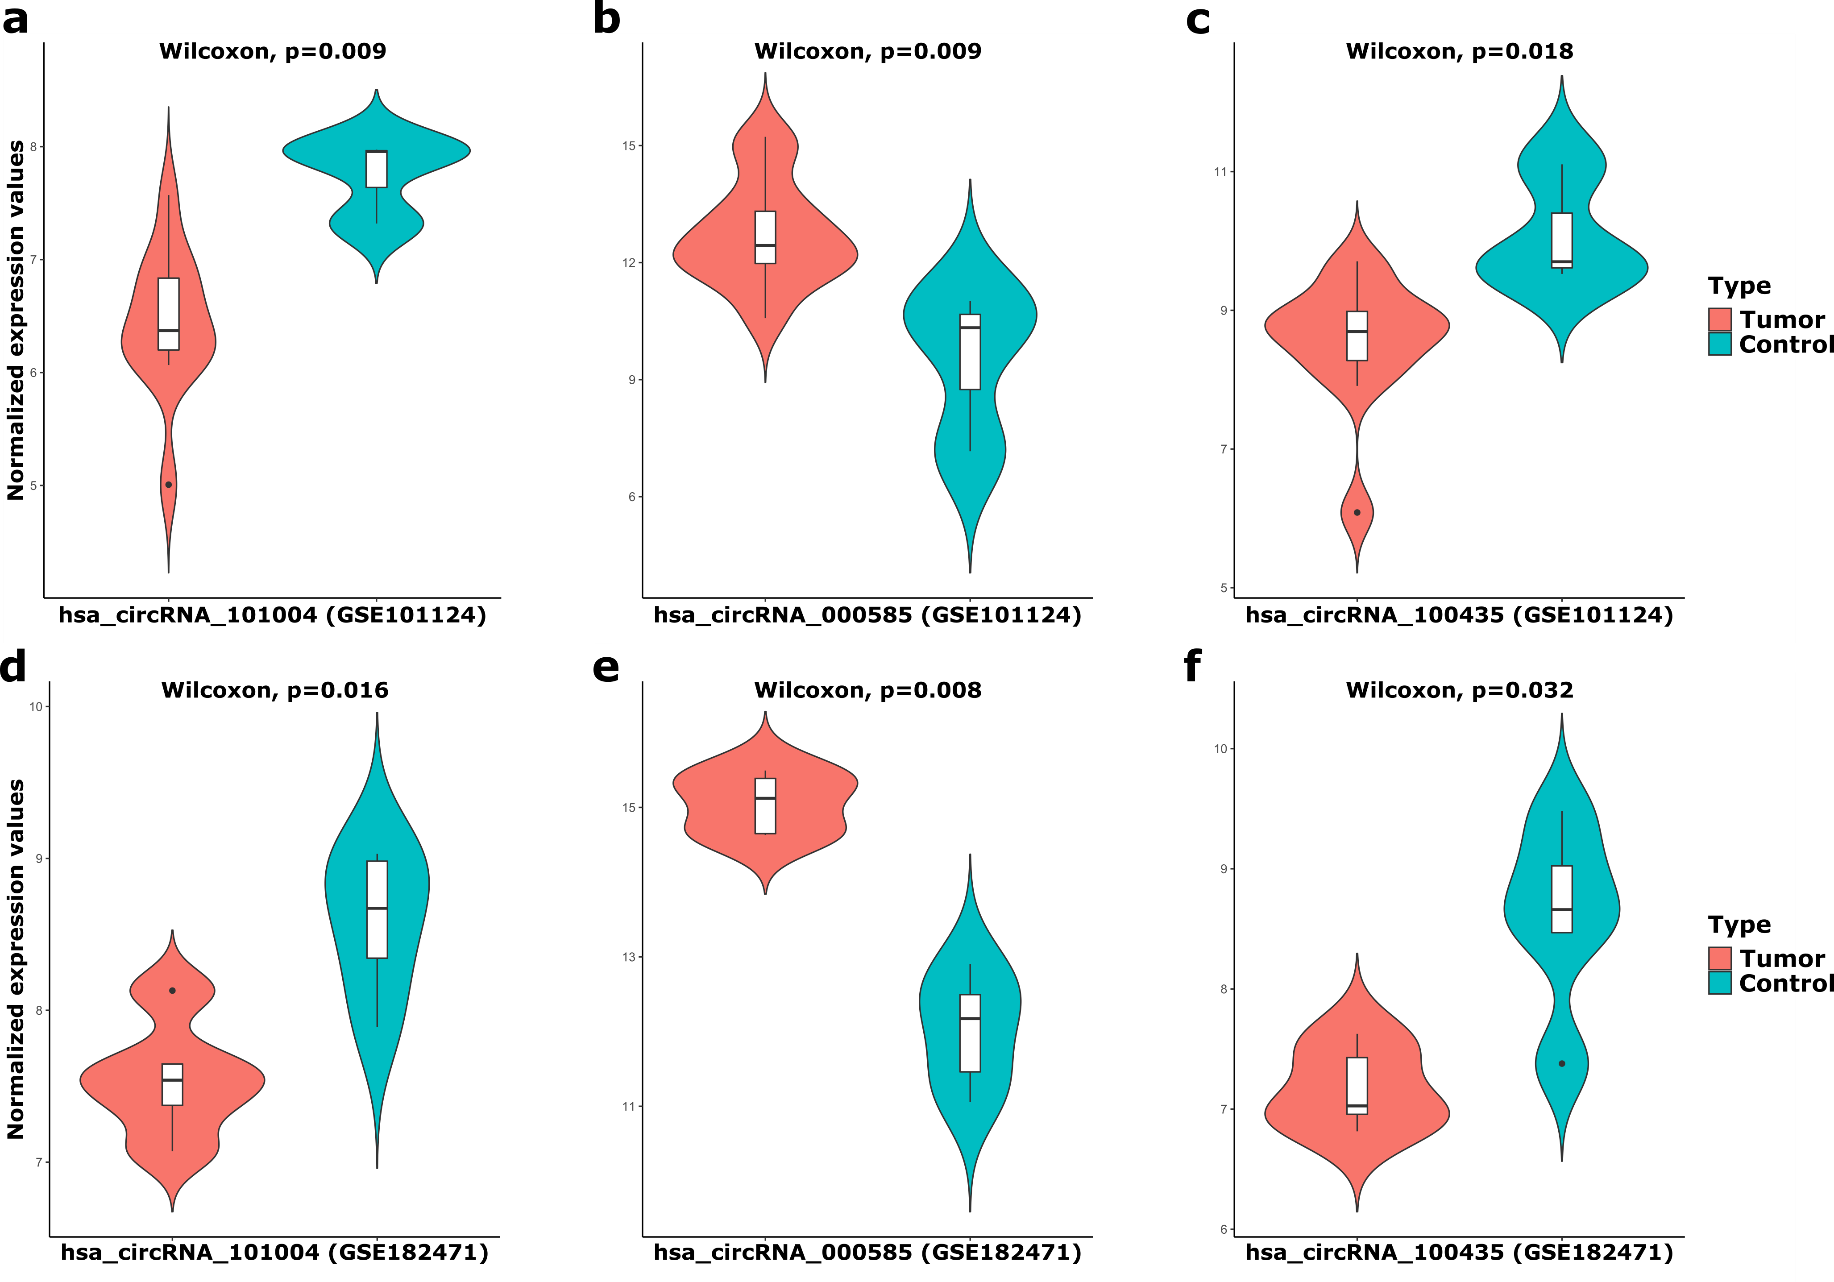 a
Wilcoxon, p=0.009
Normalized expression values
8
7
6
5
hsa_circRNA_101004 (GSE101124)
b
Wilcoxon, p=0.009
15
12
9
6
hsa_circRNA_000585 (GSE101124)
c
Wilcoxon, p=0.018
11
9
7
5
hsa_circRNA_100435 (GSE101124)
Type
Tumor
Control
d
Wilcoxon, p=0.016
Normalized expression values
10
9
8
7
hsa_circRNA_101004 (GSE182471)
e
Wilcoxon, p=0.008
15
13
11
hsa_circRNA_000585 (GSE182471)
f
Wilcoxon, p=0.032
10
9
8
7
6
hsa_circRNA_100435 (GSE182471)
Type
Tumor
Control